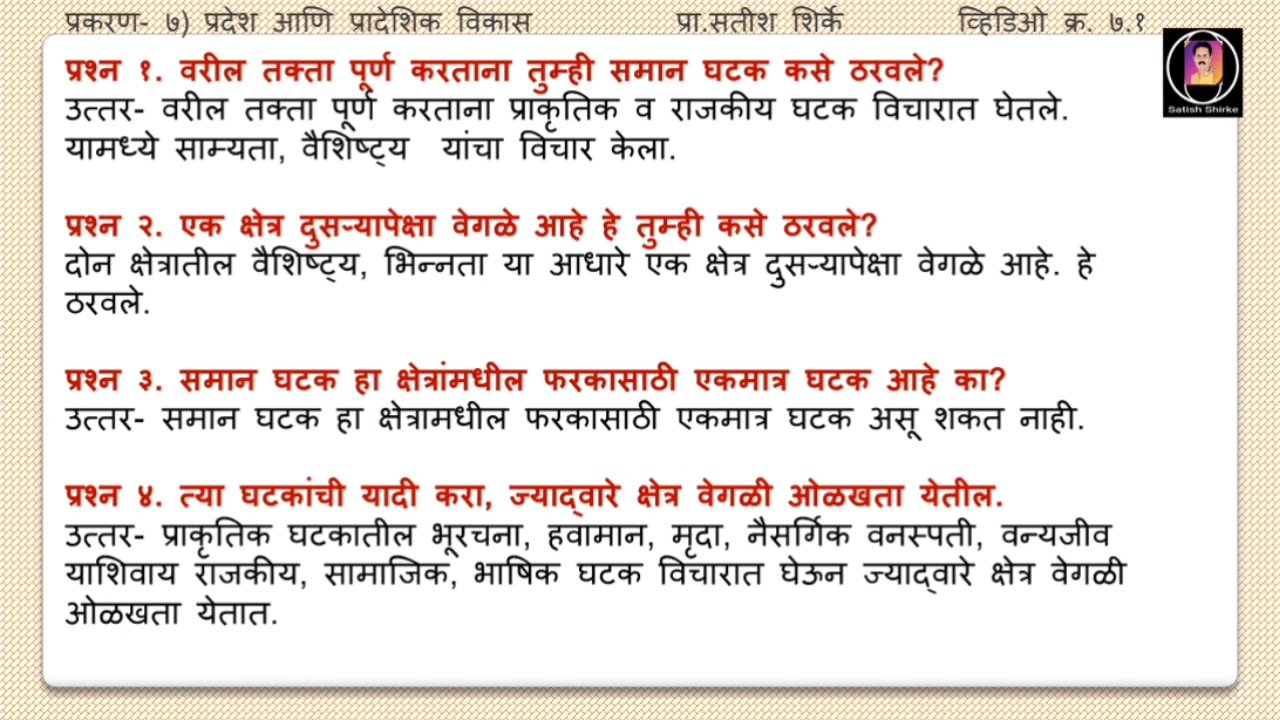 प्रकरण- ७) प्रदेश आणि प्रादेशिक विकास प्रा.सतीश शिर्के व्हिडिओ क्र. ७.१
Satish Shirke
प्रश्न १. वरील तक्ता पूर्ण करताना तुम्ही समान घटक कसे ठरवले?
उत्तर- वरील तक्ता पूर्ण करताना प्राकृतिक व राजकीय घटक विचारात घेतले.
यामध्ये साम्यता, वैशिष्ट्य यांचा विचार केला.
प्रश्न २. एक क्षेत्र दुसऱ्यापेक्षा वेगळे आहे हे तुम्ही कसे ठरवले?
दोन क्षेत्रातील वैशिष्ट्य, भिन्नता या आधारे एक क्षेत्र दुसऱ्यापेक्षा वेगळे आहे. हे
ठरवले.
प्रश्न ३. समान घटक हा क्षेत्रांमधील फरकासाठी एकमात्र घटक आहे का?
उत्तर- समान घटक हा क्षेत्रामधील फरकासाठी एकमात्र घटक असू शकत नाही.
प्रश्न ४. त्या घटकांची यादी करा, ज्याद्वारे क्षेत्र वेगळी ओळखता येतील.
उत्तर- प्राकृतिक घटकातील भूरचना, हवामान, मृदा, नैसर्गिक वनस्पती, वन्यजीव
याशिवाय राजकीय, सामाजिक, भाषिक घटक विचारात घेऊन ज्याद्वारे क्षेत्र वेगळी
ओळखता येतात.